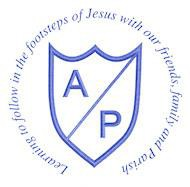 Learning to follow in the footsteps of Jesus with our friends, family and Parish
A
P